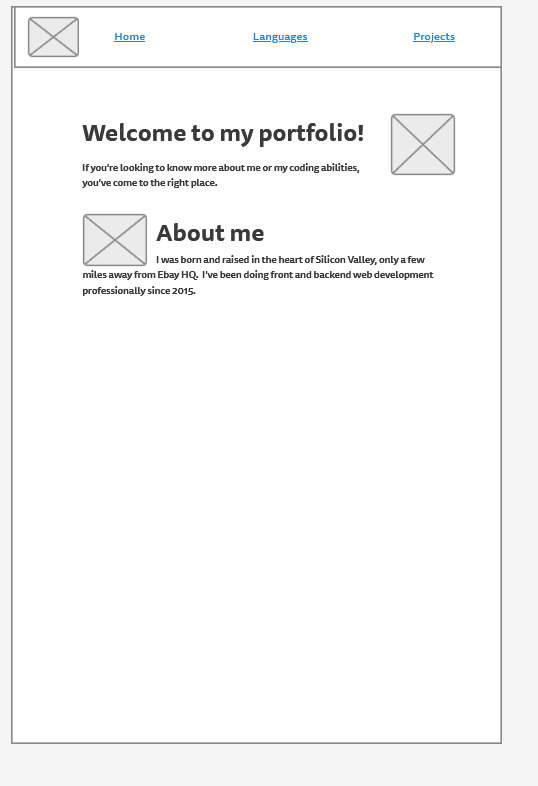 Home Languages Projects
Welcome to my portfolio!
If you're looking to know more about me or my coding abilities,
you've come to the right place.
About me
I was born and raised in the heart of Silicon Valley, only a few
miles away from Ebay HQ.  I've been doing front and backend web development
professionally since 2015.